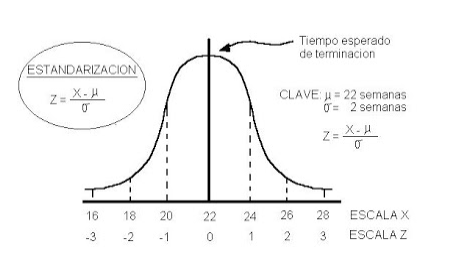 Tiempo esperado
de terminacion
ESTANDARIZACION
Z = X - μ
σ
CLAVE: μ = 22 semanas
σ = 2 semanas
Z = X - μ
σ
16 18 20 22 24 26 28 ESCALA X
-3 -2 -1 0 1 2 3 ESCALA Z